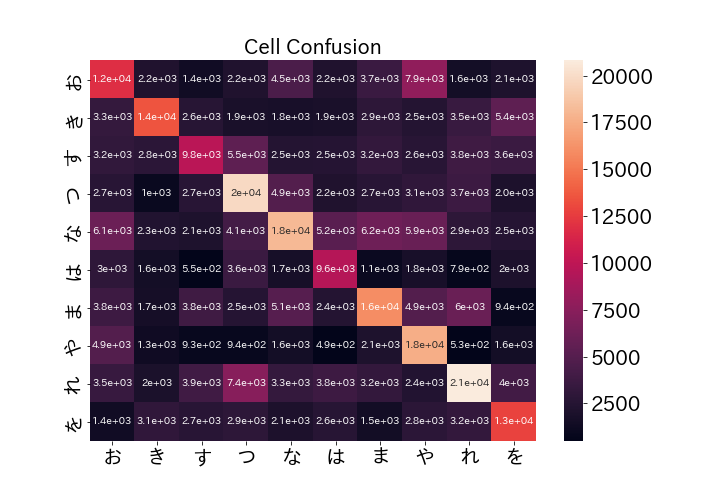 Cell Confusion
お 1.2e+04 2.2e+03 1.4e+03 2.2e+03 4.5e+03 2.2e+03 3.7e+03 7.9e+03 1.6e+03 2.1e+03
き 3.3e+03 1.4e+04 2.6e+03 1.9e+03 1.8e+03 1.9e+03 2.9e+03 2.5e+03 3.5e+03 5.4e+03
す 3.2e+03 2.8e+03 9.8e+03 5.5e+03 2.5e+03 2.5e+03 3.2e+03 2.6e+03 3.8e+03 3.6e+03
つ 2.7e+03 1e+03 2.7e+03 2e+04 4.9e+03 2.2e+03 2.7e+03 3.1e+03 3.7e+03 2.0e+03
な 6.1e+03 2.3e+03 2.1e+03 4.1e+03 1.8e+04 5.2e+03 6.2e+03 5.9e+03 2.9e+03 2.5e+03
は 3e+03 1.6e+03 5.5e+02 3.6e+03 1.7e+03 9.6e+03 1.1e+03 1.8e+03 7.9e+02 2e+03
ま 3.8e+03 1.7e+03 3.8e+03 2.5e+03 5.1e+03 2.4e+03 1.6e+04 4.9e+03 6e+03 9.4e+02
や 4.9e+03 1.3e+03 9.3e+02 9.4e+02 1.6e+03 4.9e+02 2.1e+03 1.8e+04 5.3e+02 1.6e+03
れ 3.5e+03 2e+03 3.9e+03 7.4e+03 3.3e+03 3.8e+03 3.2e+03 2.4e+03 2.1e+04 4e+03
を 1.4e+03 3.1e+03 2.7e+03 2.9e+03 2.1e+03 2.6e+03 1.5e+03 2.8e+03 3.2e+03 1.3e+04
お き す つ な は ま や れ を
20000
17500
15000
12500
10000
7500
5000
2500